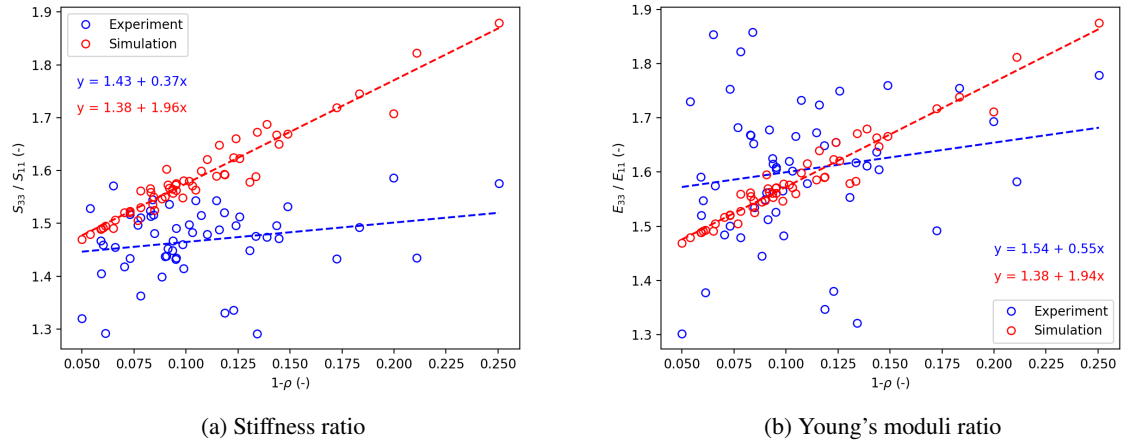 1.9
1.8
1.7
1.6
1.5
1.4
1.3
S33 / S11 (-)
Experiment
Simulation
y = 1.43 + 0.37x
y = 1.38 + 1.96x
0.050 0.075 0.100 0.125 0.150 0.175 0.200 0.225 0.250
1-ρ (-)
(a) Stiffness ratio
1.9
1.8
1.7
1.6
1.5
1.4
1.3
E33 / E11 (-)
y = 1.54 + 0.55x
y = 1.38 + 1.94x
Experiment
Simulation
0.050 0.075 0.100 0.125 0.150 0.175 0.200 0.225 0.250
1-ρ (-)
(b) Young's moduli ratio